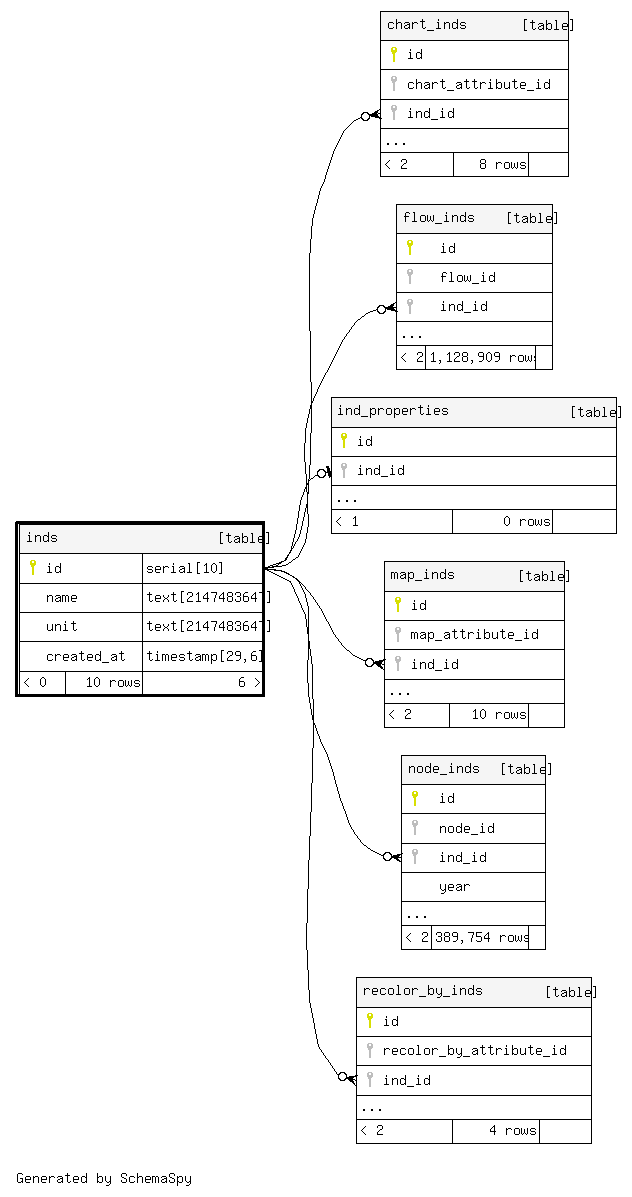 chart_inds [table]
id
chart_attribute_id
ind_id
...
< 2 8 rows
flow_inds [table]
id
flow_id
ind_id
...
< 2 1,128,909 rows
ind_properties [table]
id
ind_id
...
< 1 0 rows
inds [table]
id serial[10]
name text[2147483647]
unit text[2147483647]
created_at timestamp[29,6]
< 0 10 rows 6 >
map_inds [table]
id
map_attribute_id
ind_id
...
< 2 10 rows
node_inds [table]
id
node_id
ind_id
year
...
< 2 389,754 rows
recolor_by_inds [table]
id
recolor_by_attribute_id
ind_id
...
< 2 4 rows
Generated by SchemaSpy